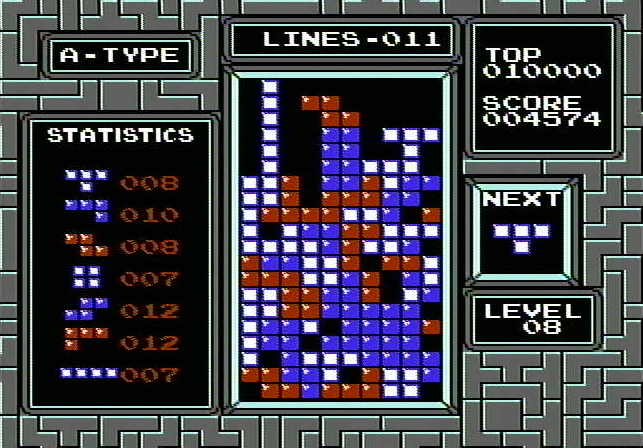 LINES-011
A-TYPE
TOP
010000
SCORE
004574
STATISTICS
008
010
008
007
012
012
007
NEXT
LEVEL
08